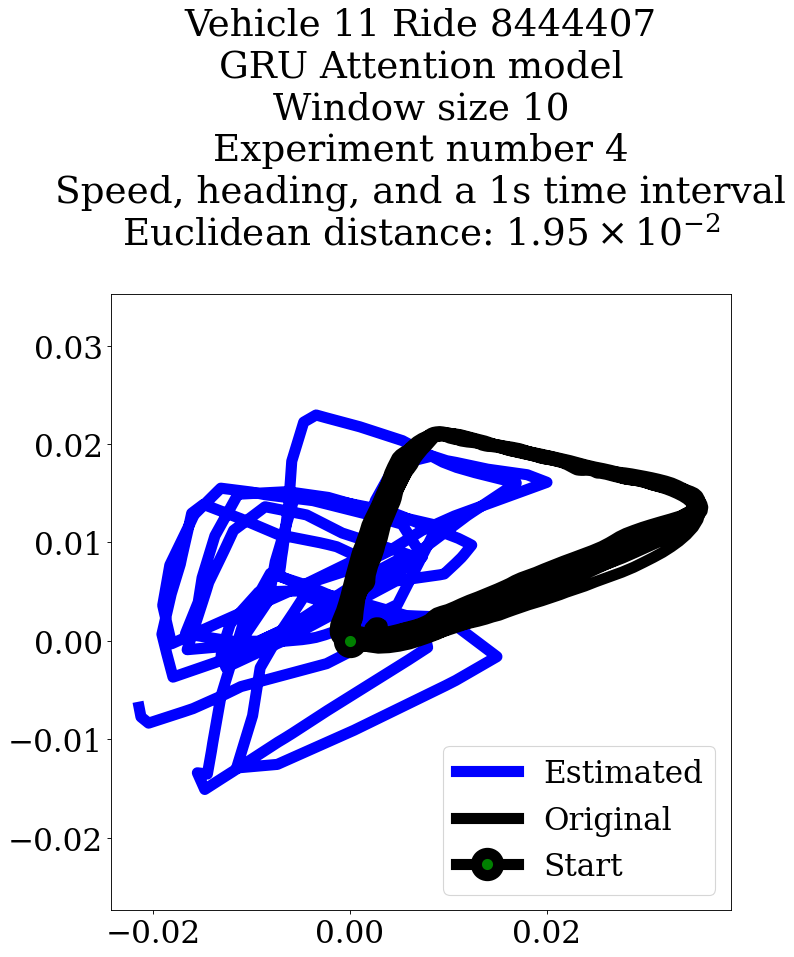 Vehicle 11 Ride 8444407
GRU Attention model
Window size 10
Experiment number 4
Speed, heading, and a 1s time interval
Euclidean distance: 1.95 × 10⁻²
0.03
0.02
0.01
0.00
−0.01
−0.02
Estimated
Original
Start
−0.02
0.00
0.02